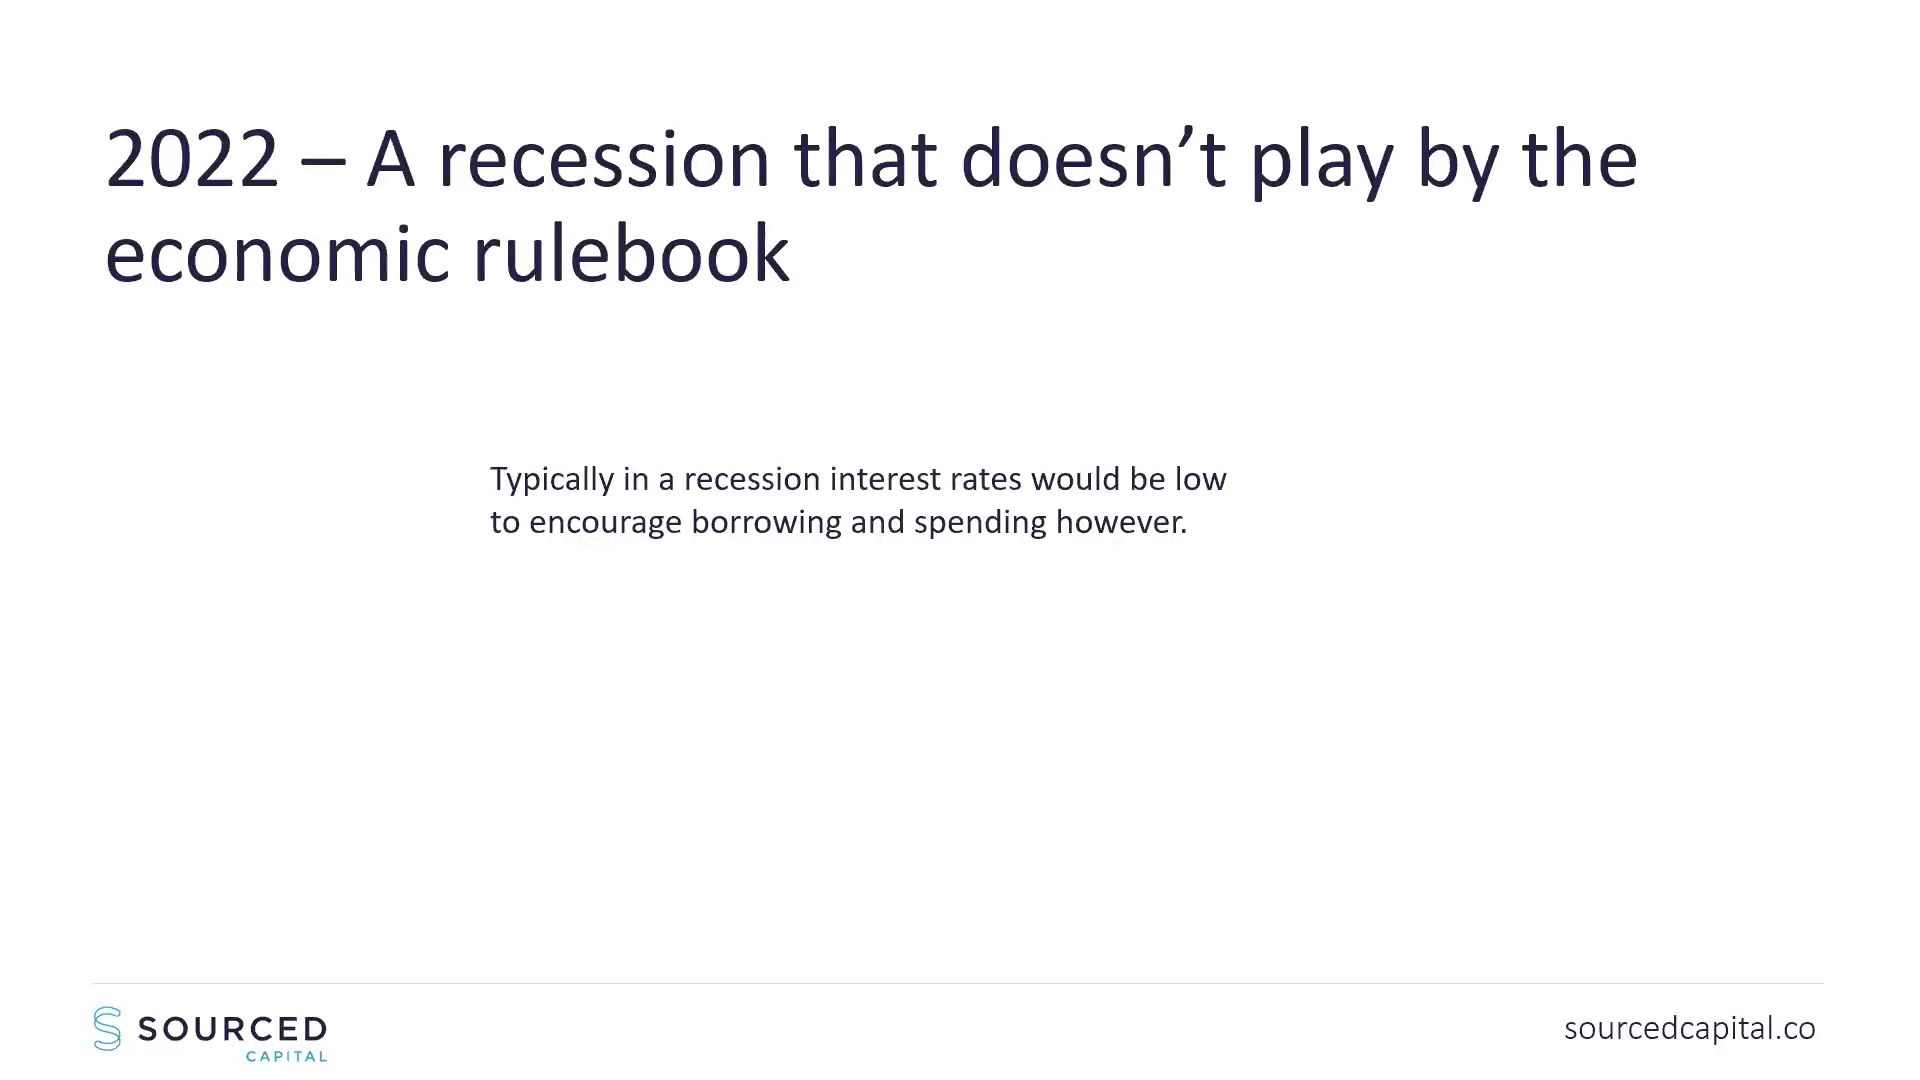 2022 – A recession that doesn’t play by the
economic rulebook
Typically in a recession interest rates would be low
to encourage borrowing and spending however.
SOURCED
CAPITAL
sourcedcapital.co